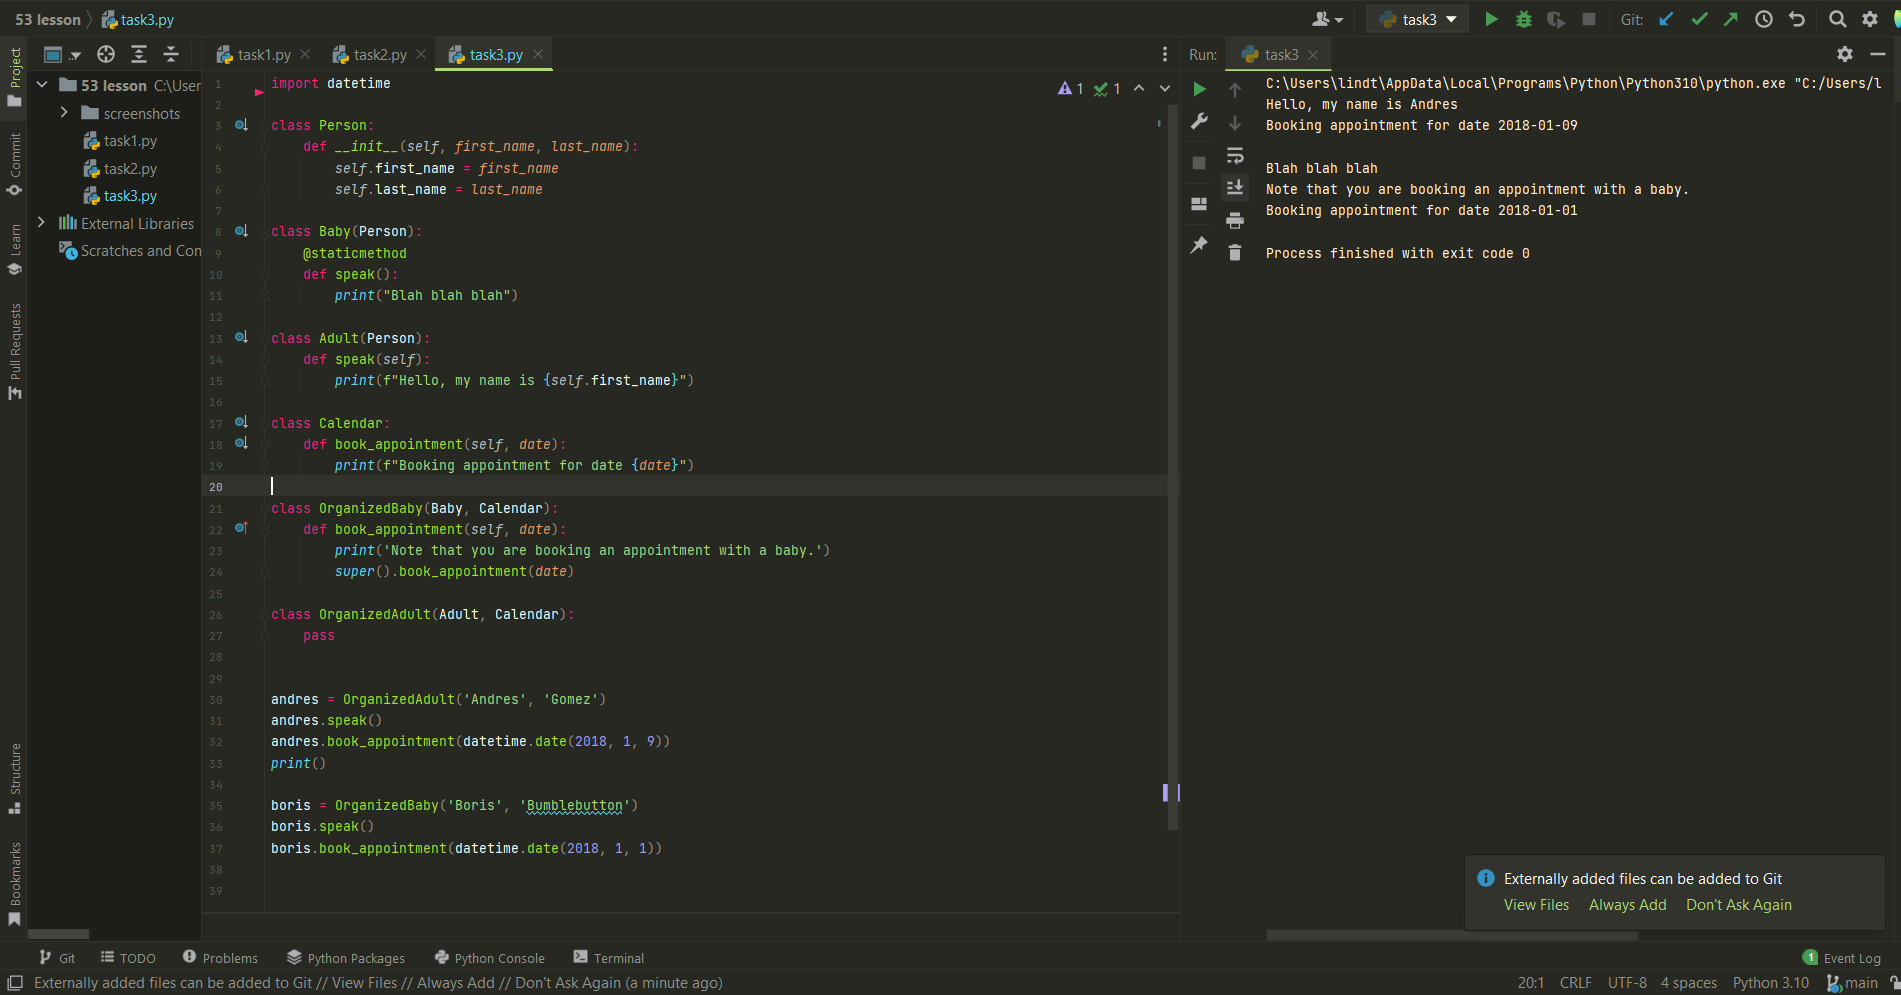 53 lesson
task3.py
task3
Git:
Project
Commit
Learn
Pull Requests
Structure
Bookmarks
53 lesson C:\User
screenshots
task1.py
task2.py
task3.py
External Libraries
Scratches and Con
task1.py
task2.py
task3.py
1 1
1 import datetime
2
3 class Person:
4 def __init__(self, first_name, last_name):
5 self.first_name = first_name
6 self.last_name = last_name
7
8 class Baby(Person):
9 @staticmethod
10 def speak():
11 print("Blah blah blah")
12
13 class Adult(Person):
14 def speak(self):
15 print(f"Hello, my name is {self.first_name}")
16
17 class Calendar:
18 def book_appointment(self, date):
19 print(f"Booking appointment for date {date}")
20
21 class OrganizedBaby(Baby, Calendar):
22 def book_appointment(self, date):
23 print('Note that you are booking an appointment with a baby.')
24 super().book_appointment(date)
25
26 class OrganizedAdult(Adult, Calendar):
27 pass
28
29
30 andres = OrganizedAdult('Andres', 'Gomez')
31 andres.speak()
32 andres.book_appointment(datetime.date(2018, 1, 9))
33 print()
34
35 boris = OrganizedBaby('Boris', 'Bumblebutton')
36 boris.speak()
37 boris.book_appointment(datetime.date(2018, 1, 1))
38
39
Run: task3
C:\Users\lindt\AppData\Local\Programs\Python\Python310\python.exe "C:/Users/l
Hello, my name is Andres
Booking appointment for date 2018-01-09
Blah blah blah
Note that you are booking an appointment with a baby.
Booking appointment for date 2018-01-01
Process finished with exit code 0
Externally added files can be added to Git
View Files Always Add Don't Ask Again
Git TODO Problems Python Packages Python Console Terminal 1 Event Log
Externally added files can be added to Git // View Files // Always Add // Don't Ask Again (a minute ago) 20:1 CRLF UTF-8 4 spaces Python 3.10 main